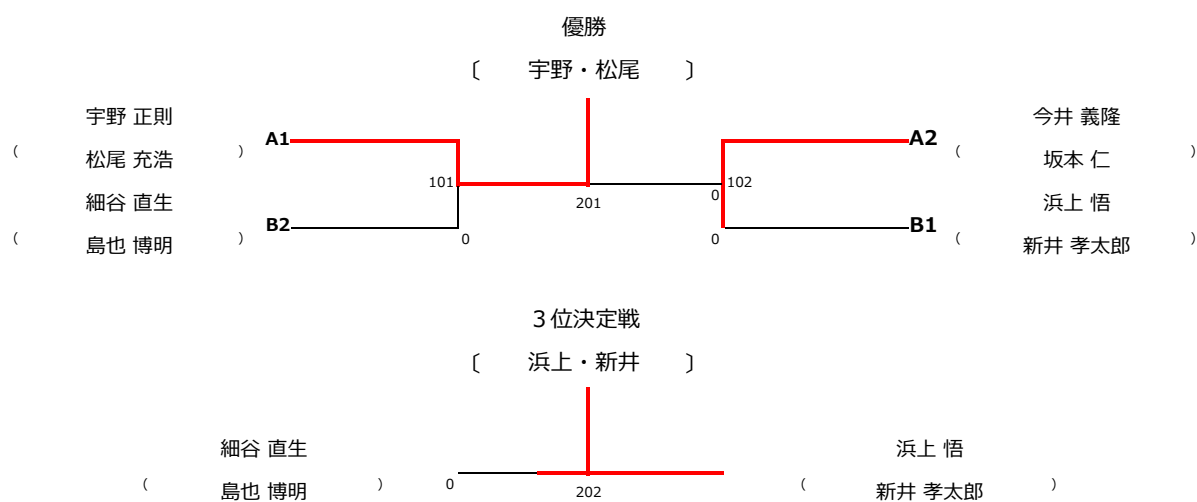 優勝
〔 宇野・松尾 〕
宇野 正則
( 松尾 充浩 ) A1
細谷 直生
( 島也 博明 ) B2
101
0
201
102
0
0
今井 義隆
A2 ( 坂本 仁 )
浜上 悟
B1 ( 新井 孝太郎 )
3位決定戦
〔 浜上・新井 〕
細谷 直生
( 島也 博明 ) 0
202
浜上 悟
( 新井 孝太郎 )